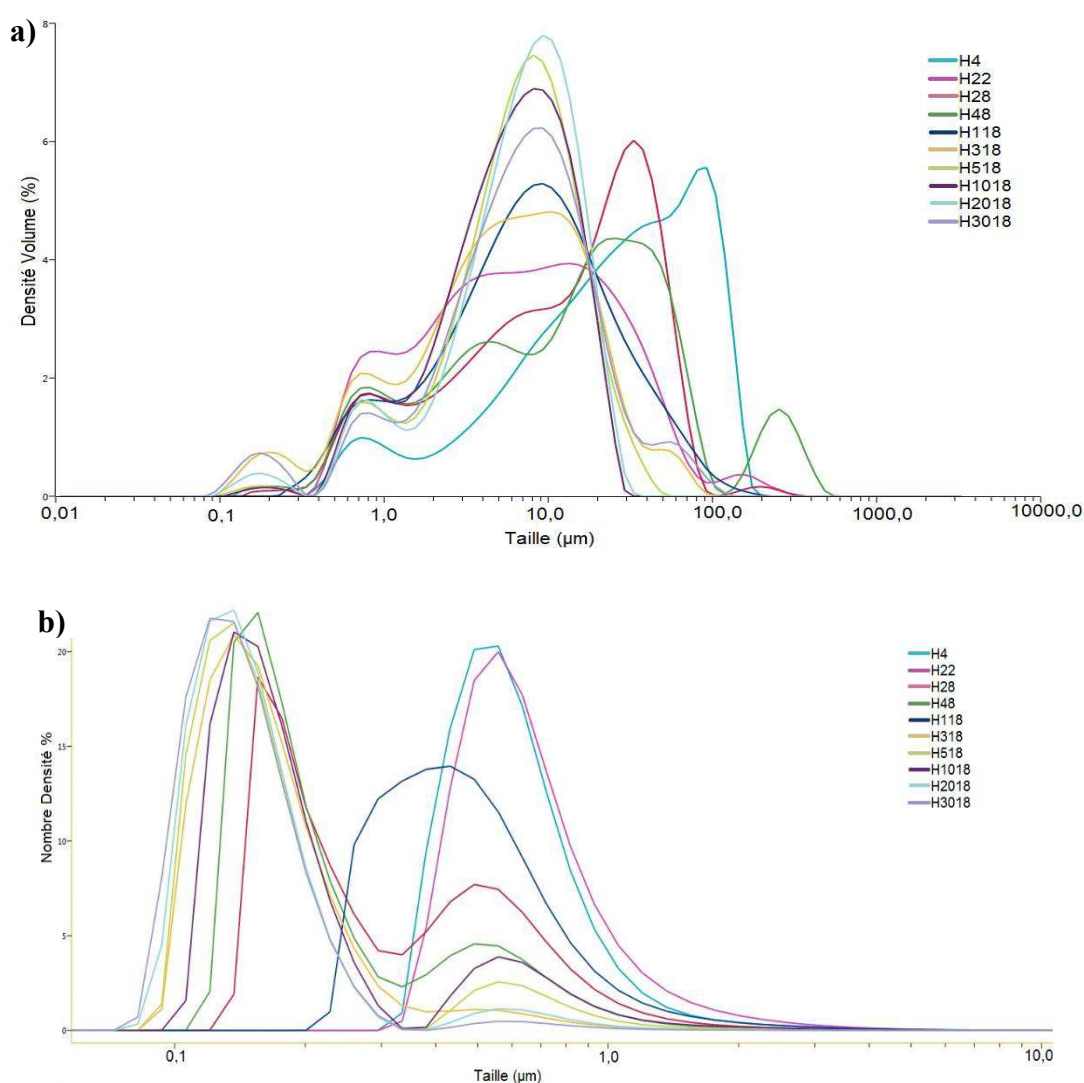 a)
Densité Volume (%)
8
6
4
2
0
0,01
0,1
1,0
10,0
100,0
1000,0
10000,0
Taille (µm)
H4
H22
H28
H48
H118
H318
H518
H1018
H2018
H3018
b)
Nombre Densité %
20
15
10
5
0
0,1
1,0
10,0
Taille (µm)
H4
H22
H28
H48
H118
H318
H518
H1018
H2018
H3018